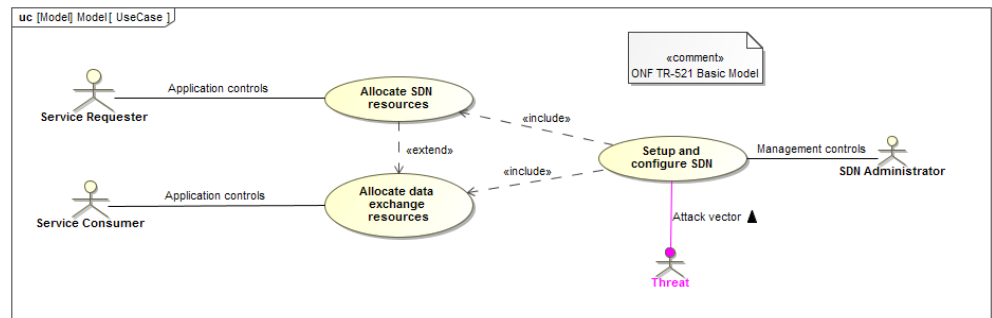 uc [Model] Model [ UseCase ]
«comment»
ONF TR-521 Basic Model
Application controls
Allocate SDN
resources
Service Requester
«include»
«extend»
Setup and
configure SDN
Management controls
SDN Administrator
«include»
Application controls
Allocate data
exchange
resources
Service Consumer
Attack vector
Threat